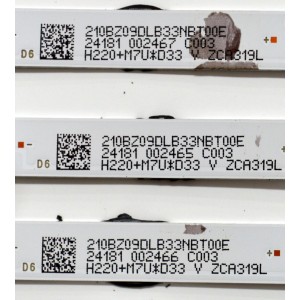 210BZ09DLB33NBT00E
24181 002467 C003
D6 H220+M7U*D33 V ZCA319L
210BZ09DLB33NBT00E
24181 002465 C003
D6 H220+M7U*D33 V ZCA319L
210BZ09DLB33NBT00E
24181 002466 C003
D6 H220+M7U*D33 V ZCA319L